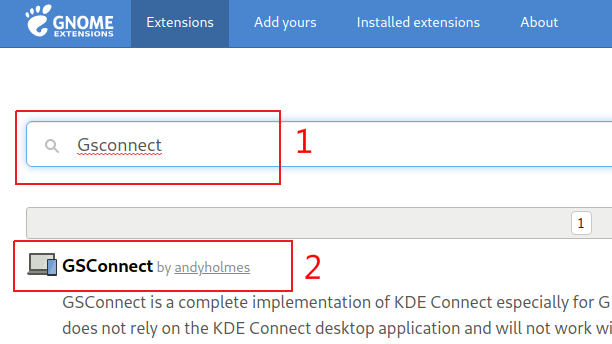 GNOME
EXTENSIONS
Extensions
Add yours
Installed extensions
About
Gsconnect
1
1
GSConnect by andyholmes
2
GSConnect is a complete implementation of KDE Connect especially for G
does not rely on the KDE Connect desktop application and will not work wi